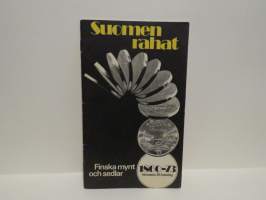 Suomen
rahat
Finska mynt
och sedlar
1860-73